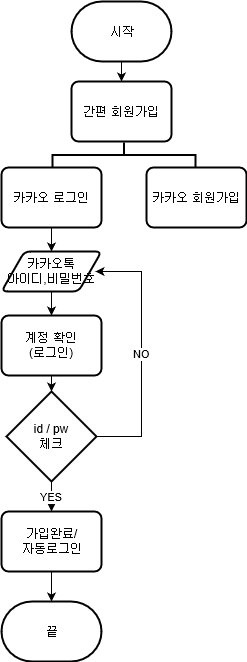 시작
간편 회원가입
카카오 로그인
카카오 회원가입
카카오톡
아이디,비밀번호
계정 확인
(로그인)
NO
id / pw
체크
YES
가입완료/
자동로그인
끝